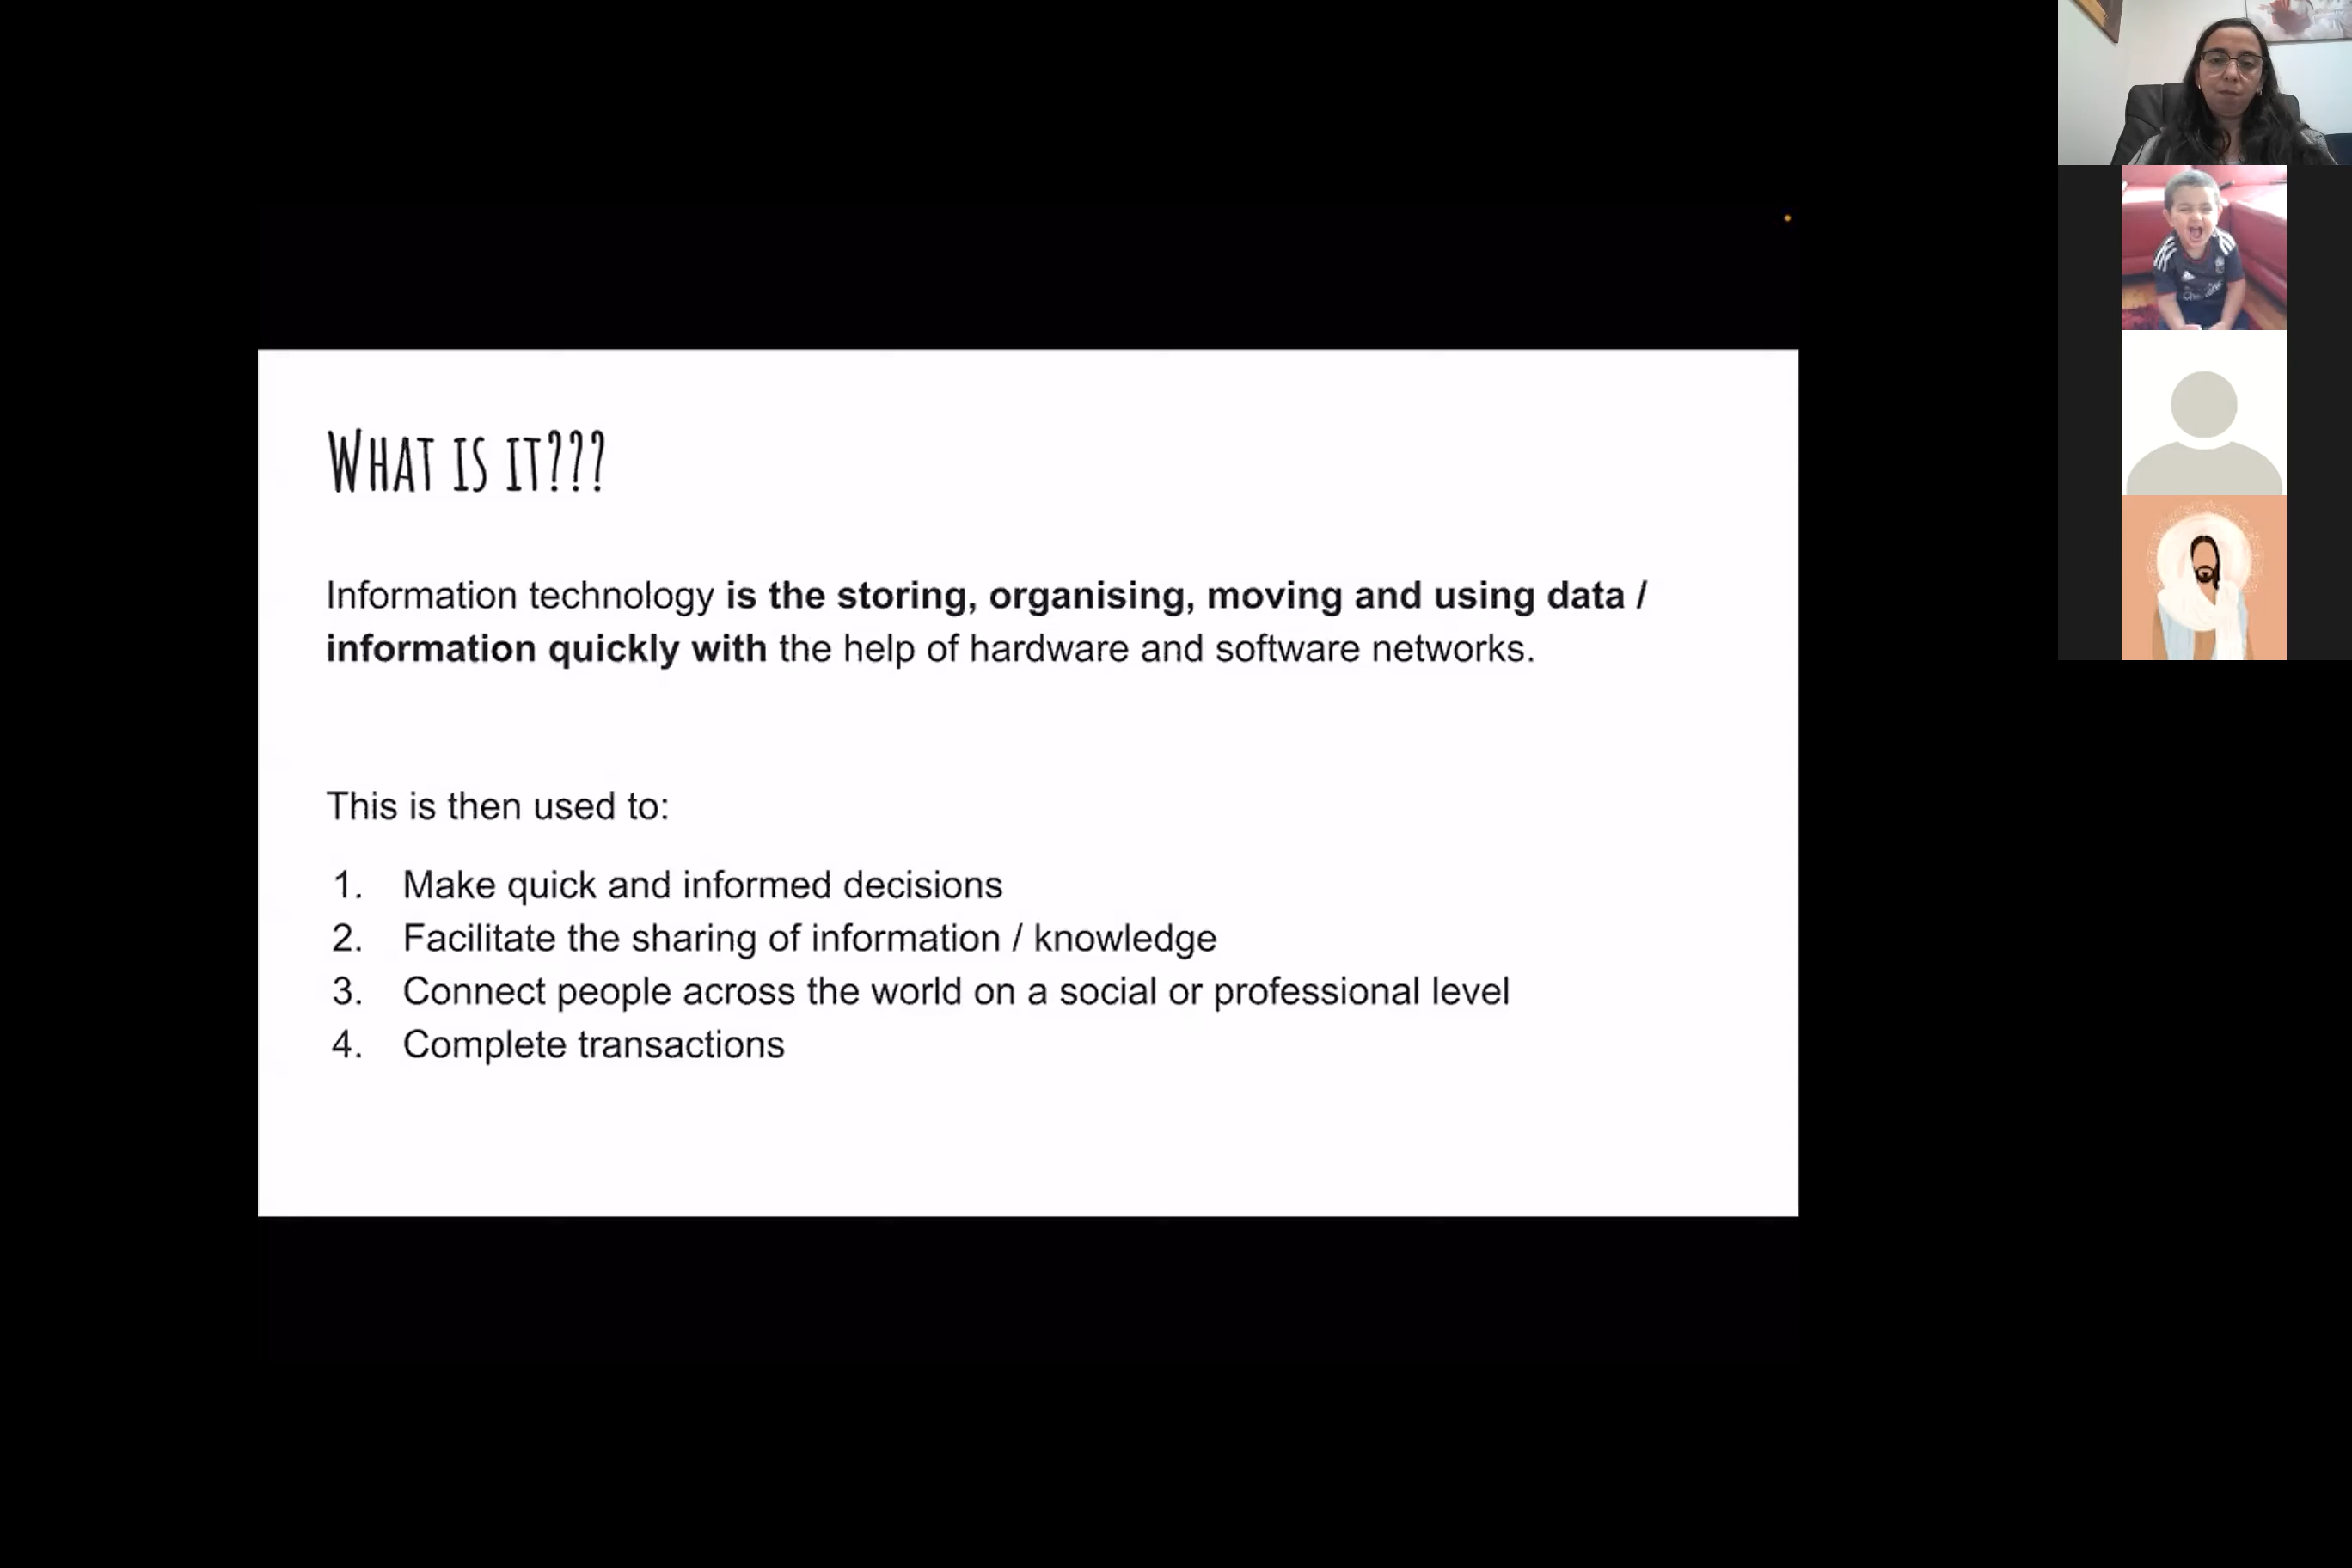 WHAT IS IT???
Information technology is the storing, organising, moving and using data /
information quickly with the help of hardware and software networks.
This is then used to:
1. Make quick and informed decisions
2. Facilitate the sharing of information / knowledge
3. Connect people across the world on a social or professional level
4. Complete transactions